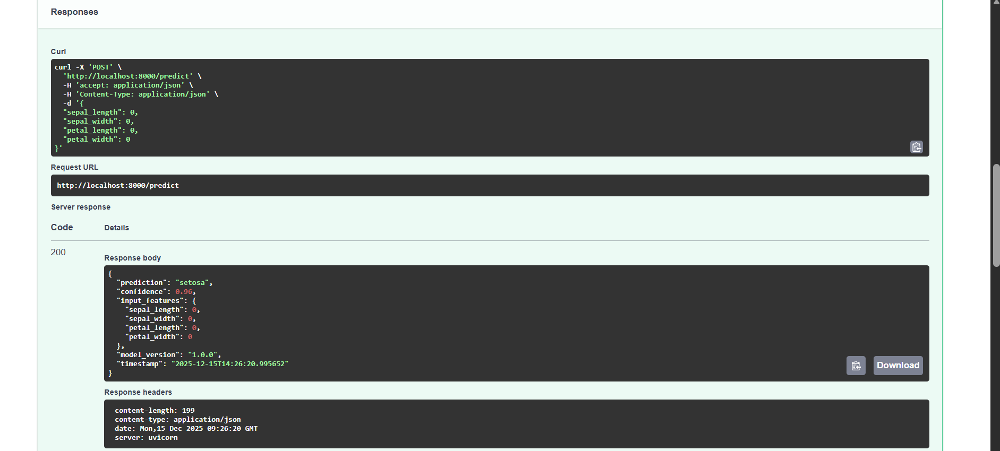 Responses
Curl
curl -X 'POST' \
  'http://localhost:8000/predict' \
  -H 'accept: application/json' \
  -H 'Content-Type: application/json' \
  -d '{
  "sepal_length": 0,
  "sepal_width": 0,
  "petal_length": 0,
  "petal_width": 0
}'
Request URL
http://localhost:8000/predict
Server response
Code Details
200
Response body
{
  "prediction": "setosa",
  "confidence": 0.96,
  "input_features": {
    "sepal_length": 0,
    "sepal_width": 0,
    "petal_length": 0,
    "petal_width": 0
  },
  "model_version": "1.0.0",
  "timestamp": "2025-12-15T14:26:20.995652"
}
Download
Response headers
content-length: 199
content-type: application/json
date: Mon,15 Dec 2025 09:26:20 GMT
server: uvicorn